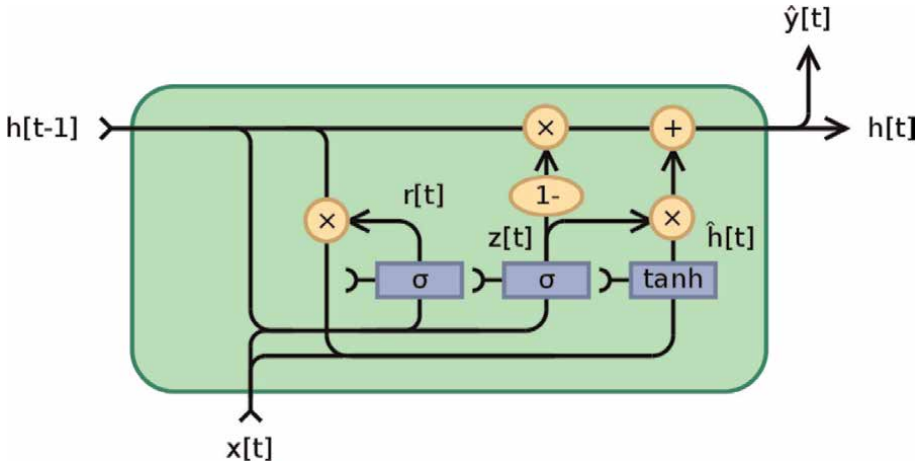 ŷ[t]
h[t-1]
×
+
h[t]
1-
×
r[t]
×
z[t]
ĥ[t]
σ
σ
tanh
x[t]